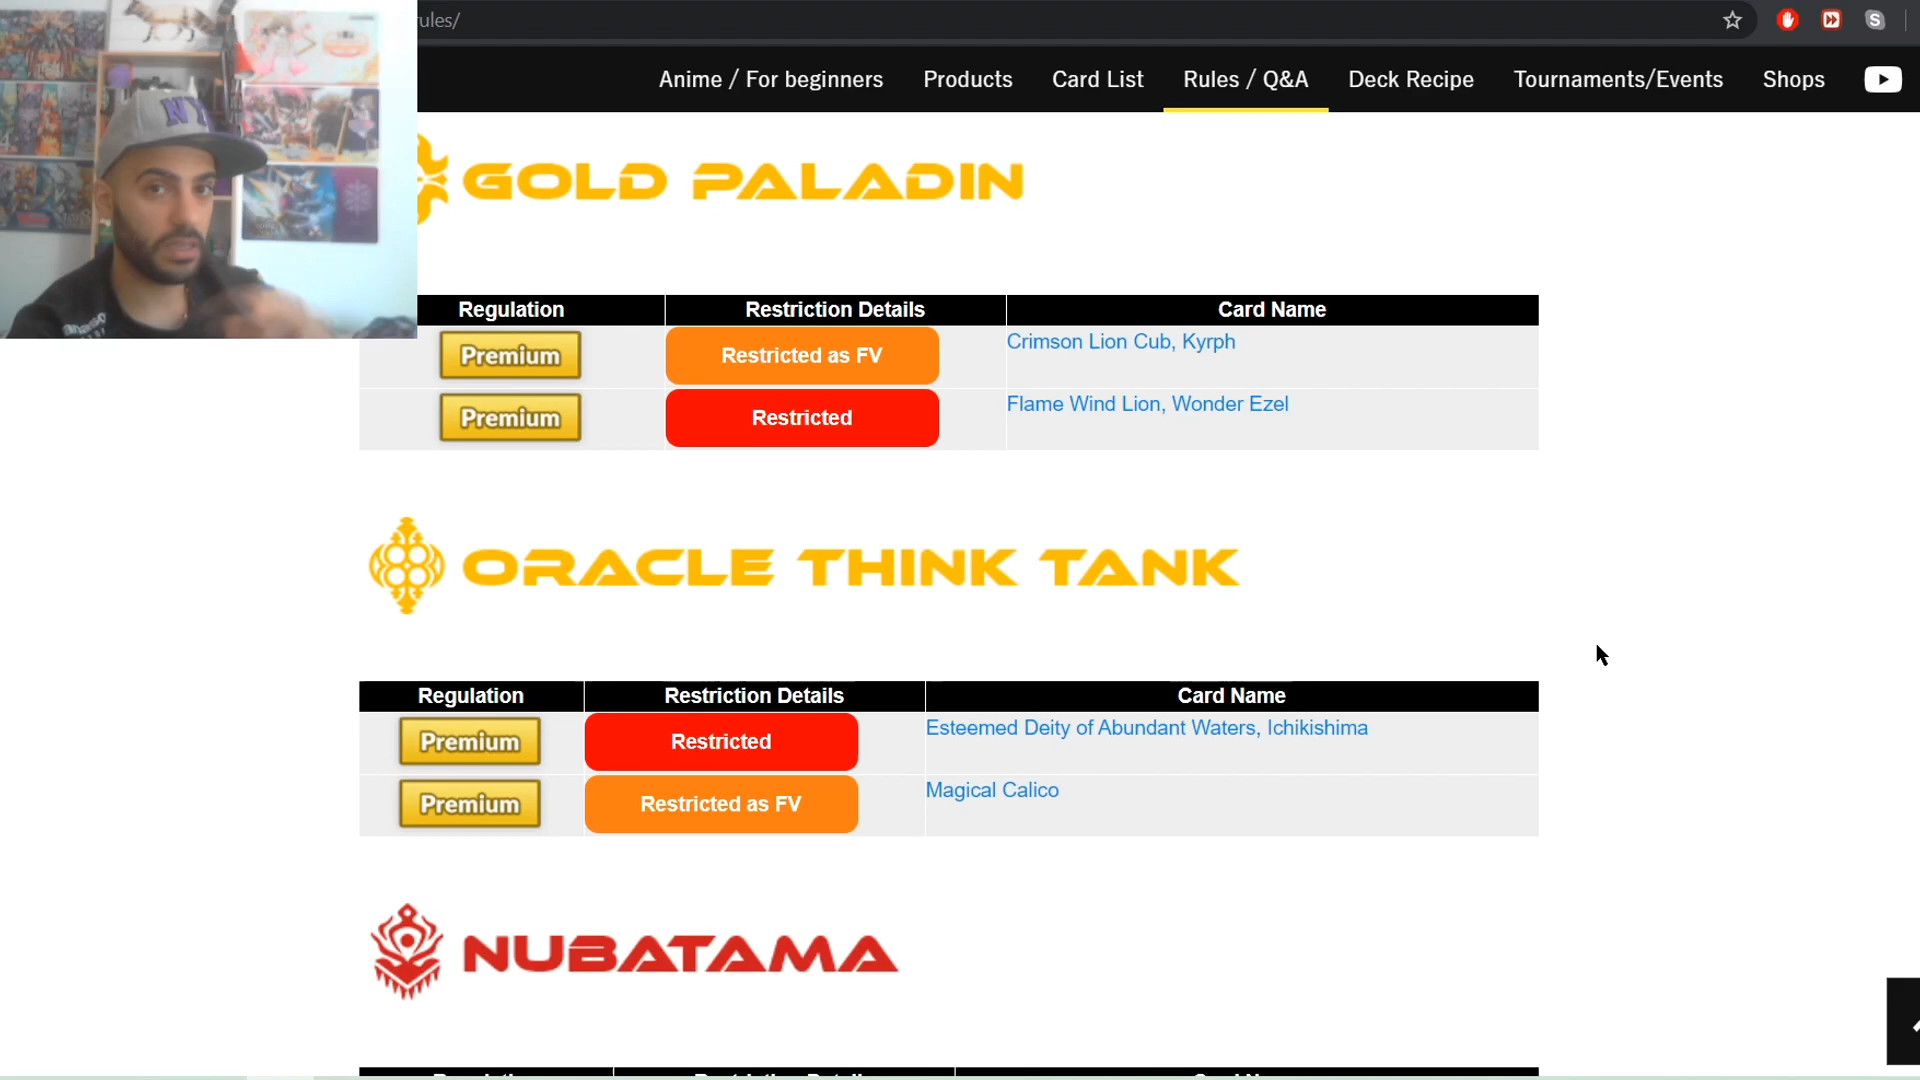 rules/
Anime / For beginners Products Card List Rules / Q&A Deck Recipe Tournaments/Events Shops
NY
GOLD PALADIN
Regulation Restriction Details Card Name
Premium Restricted as FV Crimson Lion Cub, Kyrph
Premium Restricted Flame Wind Lion, Wonder Ezel
ORACLE THINK TANK
Regulation Restriction Details Card Name
Premium Restricted Esteemed Deity of Abundant Waters, Ichikishima
Premium Restricted as FV Magical Calico
NUBATAMA